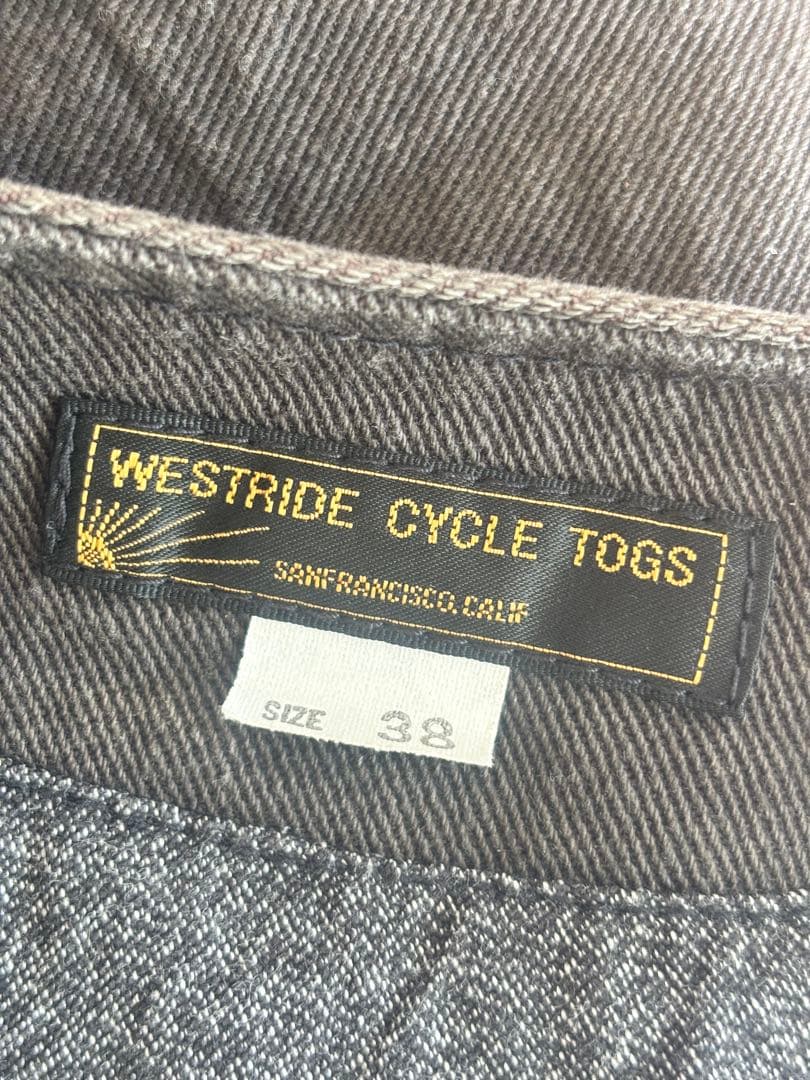 WESTRIDE CYCLE TOGS
SANFRANCISCO, CALIF
SIZE 38